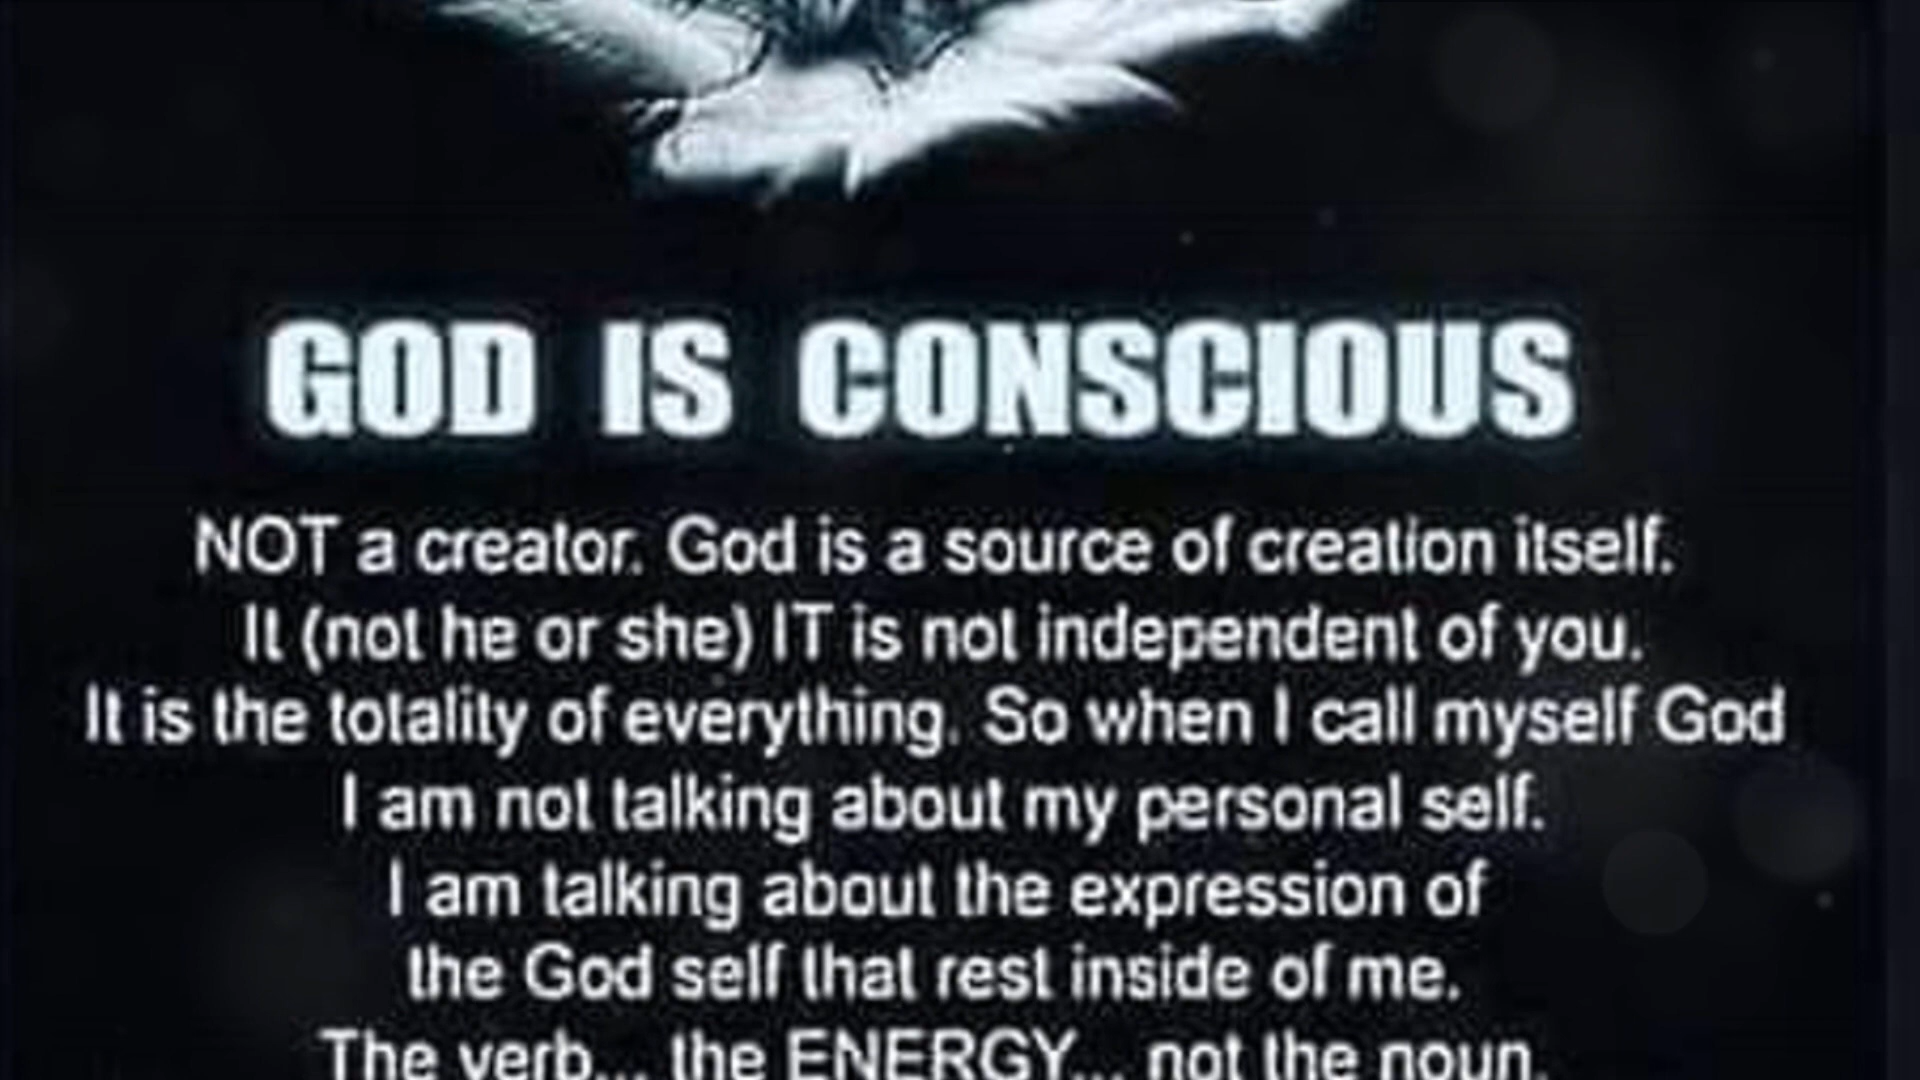 GOD IS CONSCIOUS
NOT a creator. God is a source of creation itself.
It (not he or she) IT is not independent of you.
It is the totality of everything. So when I call myself God
I am not talking about my personal self.
I am talking about the expression of
the God self that rest inside of me.
The verb... the ENERGY... not the noun.